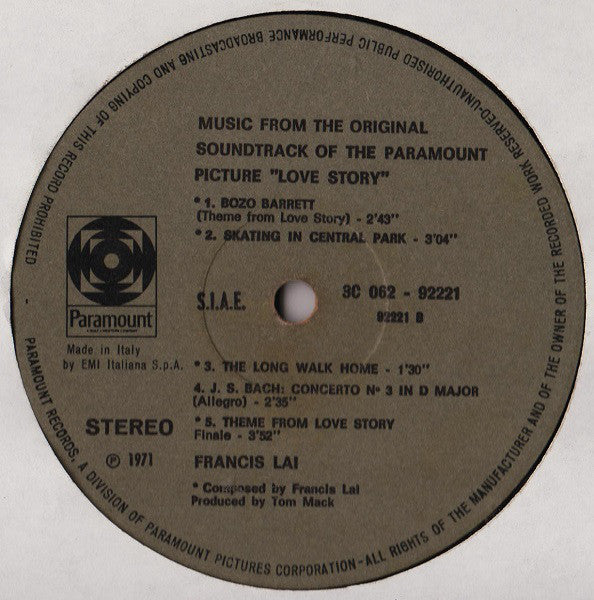 MUSIC FROM THE ORIGINAL
SOUNDTRACK OF THE PARAMOUNT
PICTURE "LOVE STORY"
* 1. BOZO BARRETT
(Theme from Love Story) - 2'43"
* 2. SKATING IN CENTRAL PARK - 3'04"
S.I.A.E.
3C 062 - 92221
92221 B
Paramount
Made in Italy
by EMI Italiana S.p.A.
* 3. THE LONG WALK HOME - 1'30"
4. J. S. BACH: CONCERTO No 3 IN D MAJOR
(Allegro) - 2'35"
* 5. THEME FROM LOVE STORY
Finale - 3'52"
STEREO
℗ 1971
FRANCIS LAI
* Composed by Francis Lai
Produced by Tom Mack
PARAMOUNT RECORDS, A DIVISION OF PARAMOUNT PICTURES CORPORATION-ALL RIGHTS OF THE MANUFACTURER AND OF THE OWNER OF THE RECORDED WORK RESERVED-UNAUTHORISED PUBLIC PERFORMANCE BROADCASTING AND COPYING OF THIS RECORD PROHIBITED